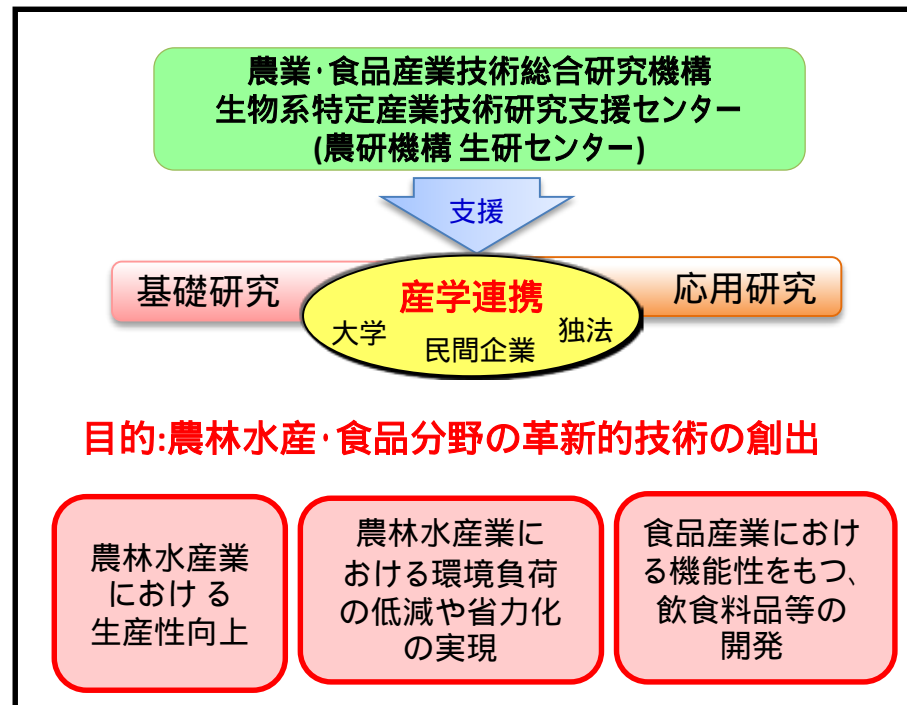 農業・食品産業技術総合研究機構
生物系特定産業技術研究支援センター
(農研機構 生研センター)
支援
基礎研究
産学連携
応用研究
大学
民間企業
独法
目的:農林水産・食品分野の革新的技術の創出
農林水産業
における
生産性向上
農林水産業に
おける環境負荷
の低減や省力化
の実現
食品産業におけ
る機能性をもつ、
飲食料品等の
開発